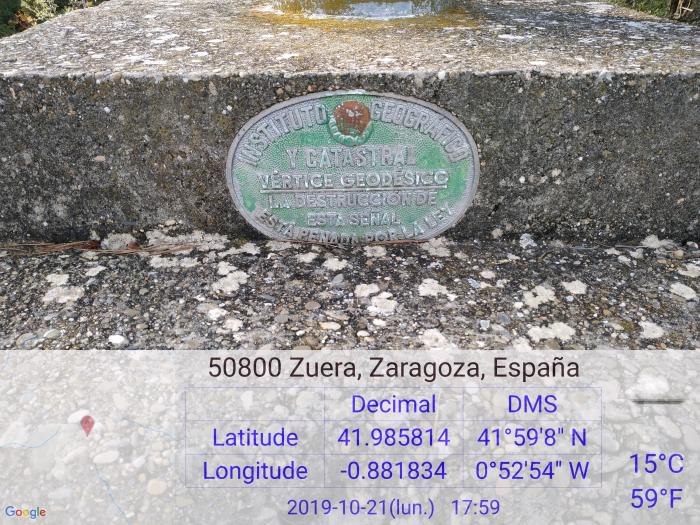 INSTITUTO GEOGRÁFICO
Y CATASTRAL
VÉRTICE GEODÉSICO
LA DESTRUCCIÓN DE
ESTA SEÑAL
ESTÁ PENADA POR LA LEY
50800 Zuera, Zaragoza, España
Decimal DMS
Latitude 41.985814 41°59'8" N
Longitude -0.881834 0°52'54" W
15°C
59°F
2019-10-21(lun.) 17:59
Google